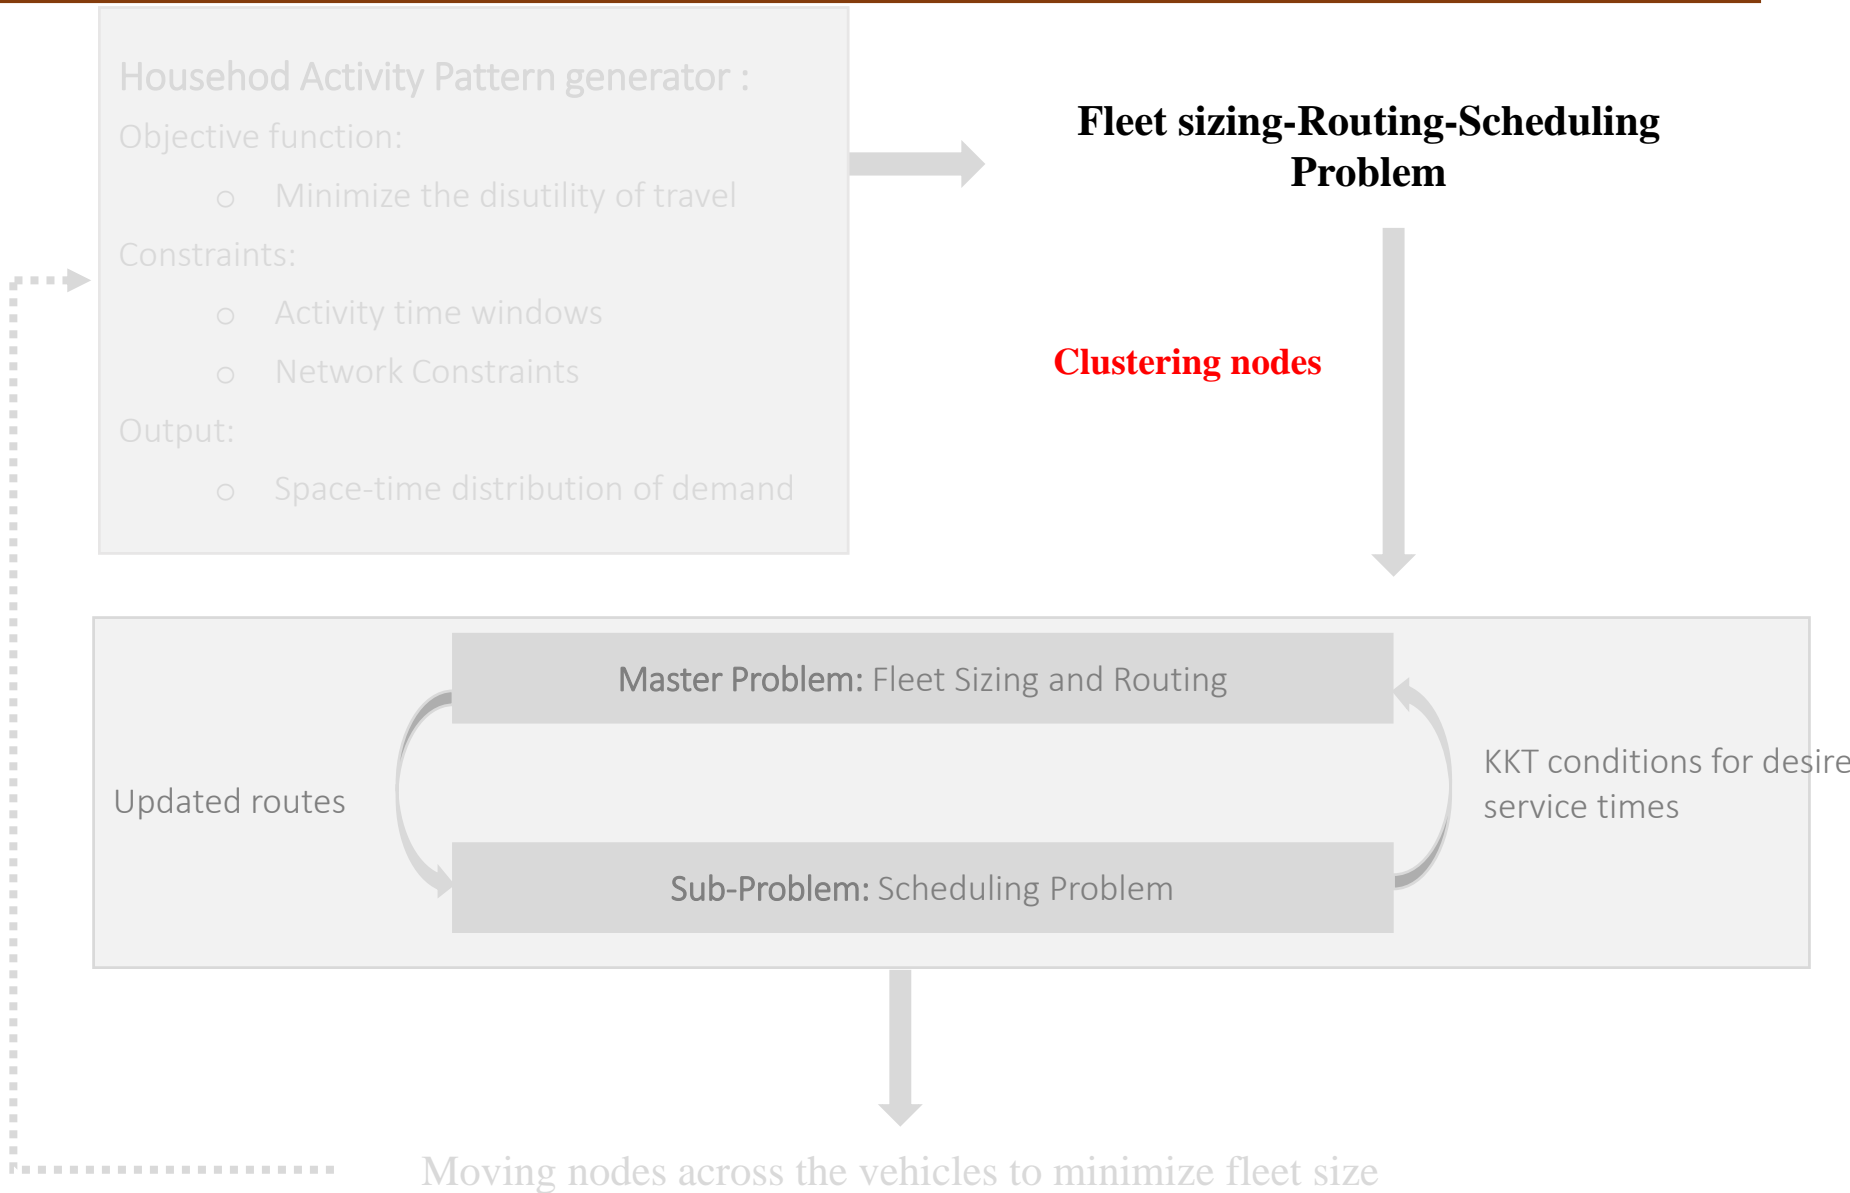 Househod Activity Pattern generator :
Objective function:
o Minimize the disutility of travel
Constraints:
o Activity time windows
o Network Constraints
Output:
o Space-time distribution of demand
Fleet sizing-Routing-Scheduling
Problem
Clustering nodes
Master Problem: Fleet Sizing and Routing
Updated routes
KKT conditions for desire
service times
Sub-Problem: Scheduling Problem
Moving nodes across the vehicles to minimize fleet size